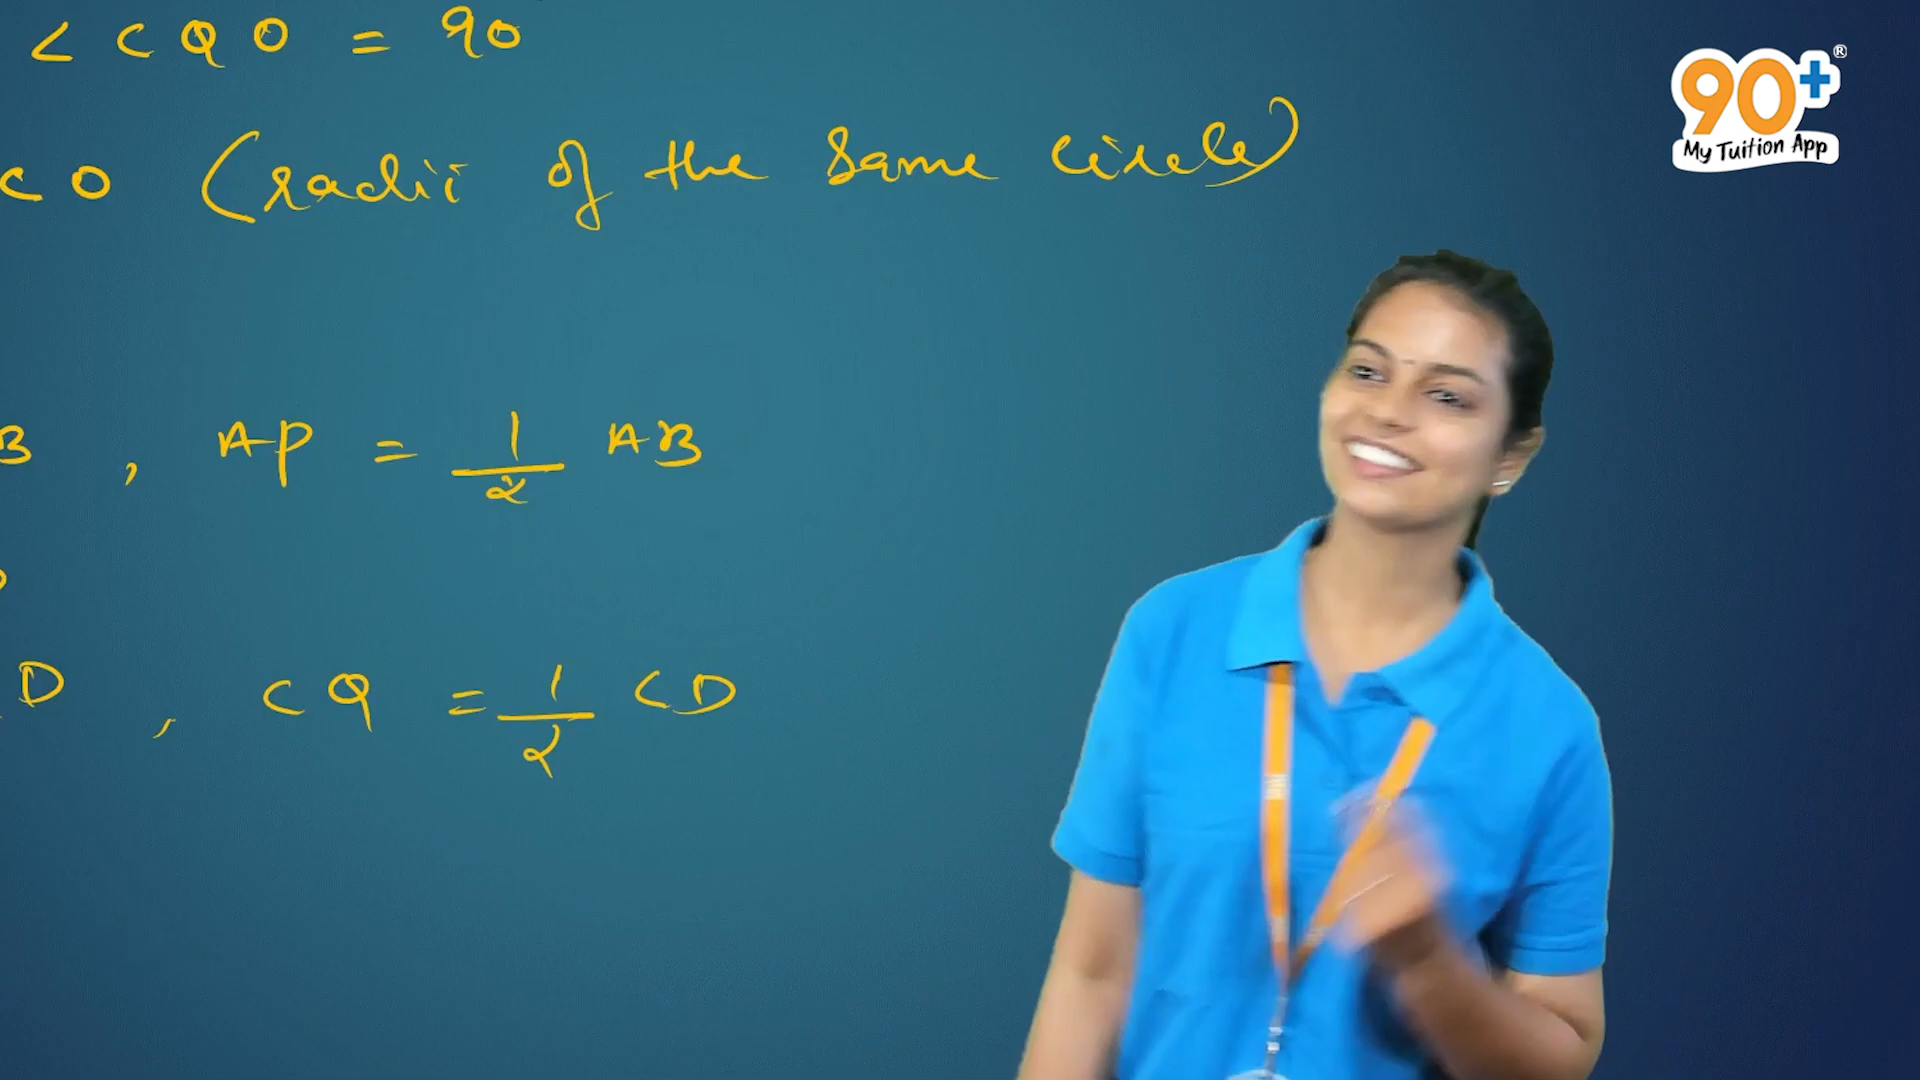 < CQO = 90
CO (radii of the same circle)
B , AP = 1/2 AB
D , CQ = 1/2 CD
90+ ®
My Tuition App